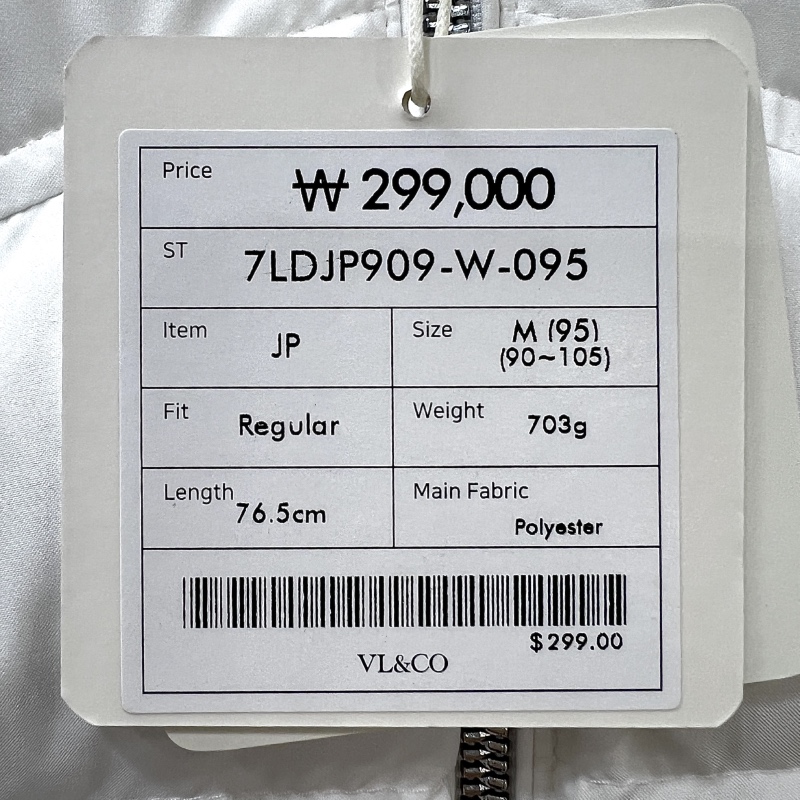 Price
₩ 299,000
ST
7LDJP909-W-095
Item
JP
Size
M (95)
(90~105)
Fit
Regular
Weight
703g
Length
76.5cm
Main Fabric
Polyester
$299.00
VL&CO